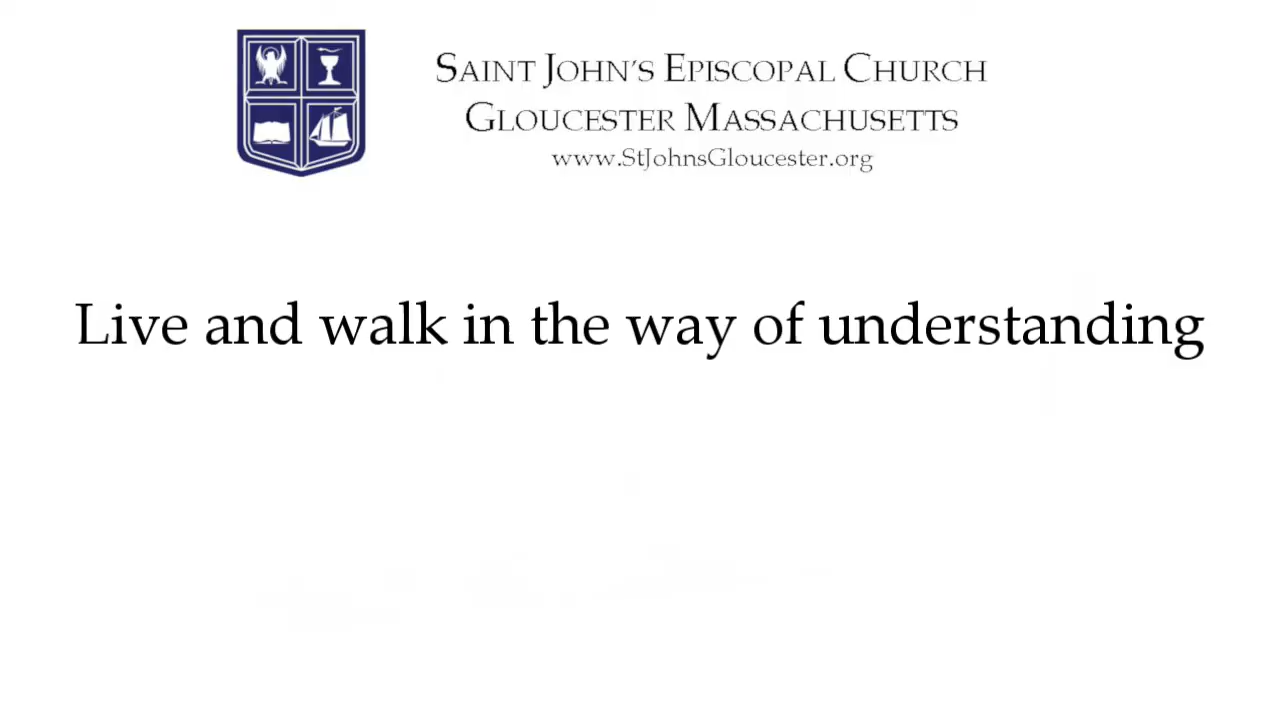 SAINT JOHN'S EPISCOPAL CHURCH
GLOUCESTER MASSACHUSETTS
www.StJohnsGloucester.org
Live and walk in the way of understanding